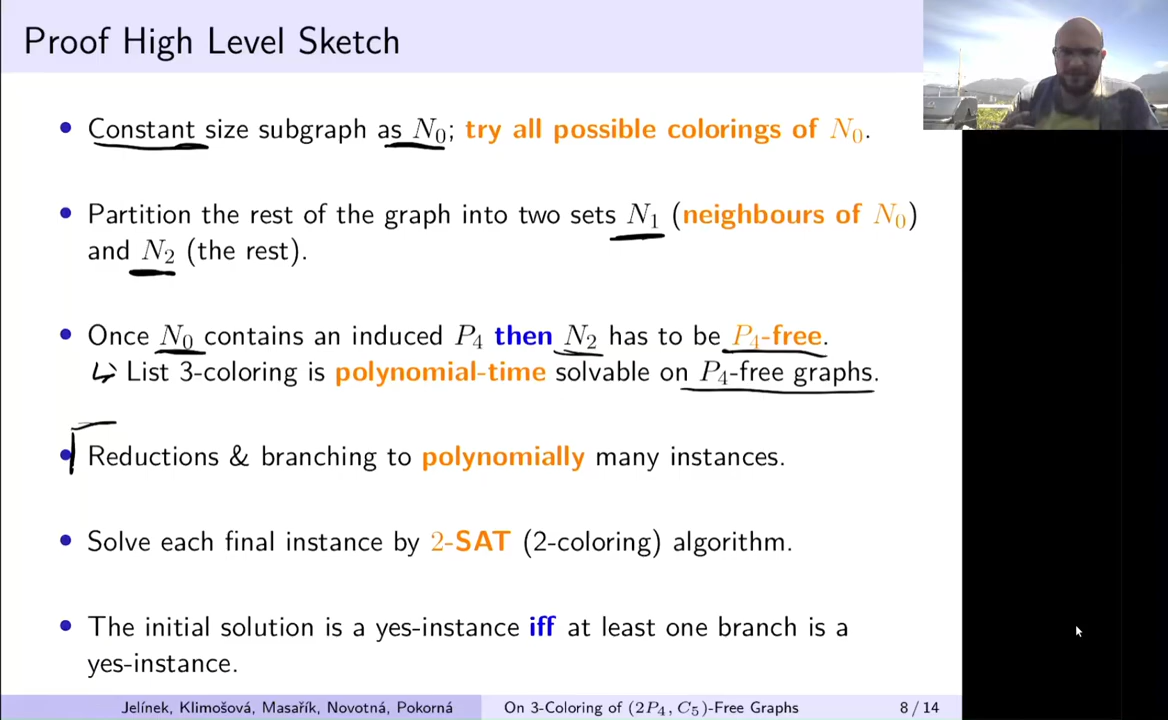 Proof High Level Sketch
• Constant size subgraph as N₀; try all possible colorings of N₀.
• Partition the rest of the graph into two sets N₁ (neighbours of N₀)
and N₂ (the rest).
• Once N₀ contains an induced P₄ then N₂ has to be P₄-free.
↳ List 3-coloring is polynomial-time solvable on P₄-free graphs.
• Reductions & branching to polynomially many instances.
• Solve each final instance by 2-SAT (2-coloring) algorithm.
• The initial solution is a yes-instance iff at least one branch is a
yes-instance.
Jelínek, Klimošová, Masařík, Novotná, Pokorná
On 3-Coloring of (2P₄, C₅)-Free Graphs
8 / 14